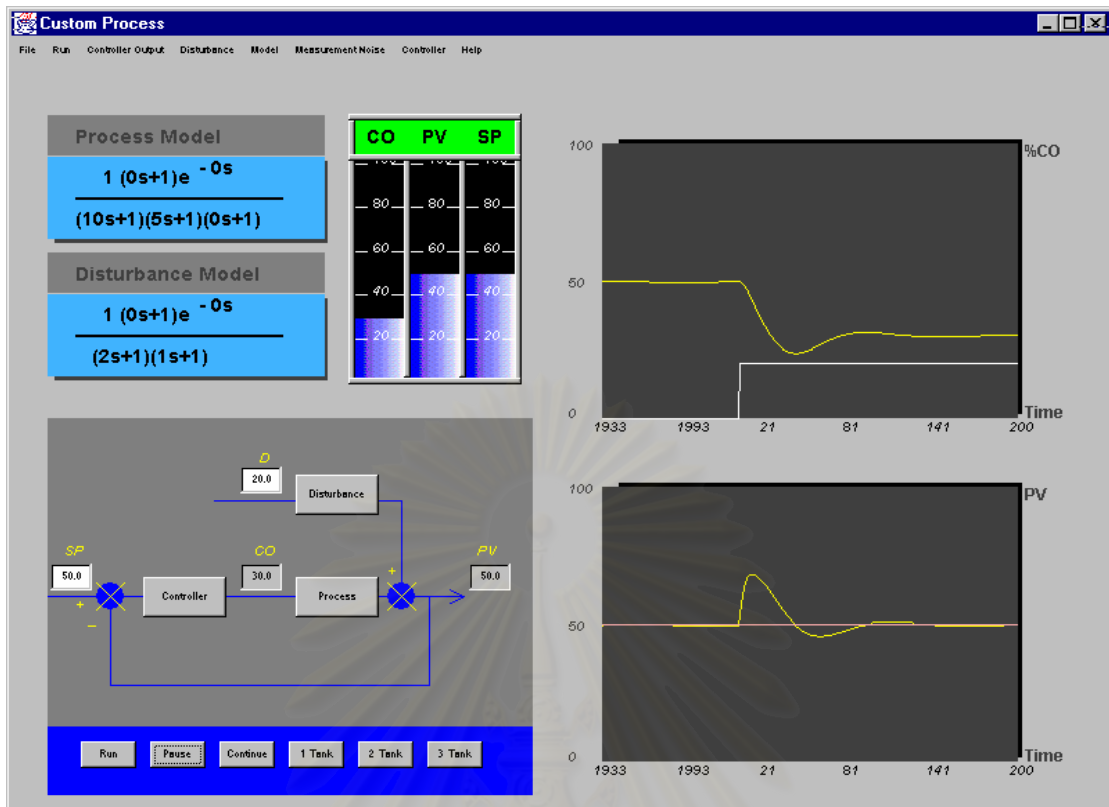 Custom Process
File Run Controller Output Disturbance Model Measurement Noise Controller Help
Process Model
1 (0s+1)e - 0s
(10s+1)(5s+1)(0s+1)
Disturbance Model
1 (0s+1)e - 0s
(2s+1)(1s+1)
CO PV SP
100 100 100
80 80 80
60 60 60
40 40 40
20 20 20
100
%CO
50
0
Time
1933 1993 21 81 141 200
D
20.0
Disturbance
SP
50.0
+
−
Controller
CO
30.0
Process
+
PV
50.0
100
PV
50
0
Time
1933 1993 21 81 141 200
Run Pause Continue 1 Tank 2 Tank 3 Tank